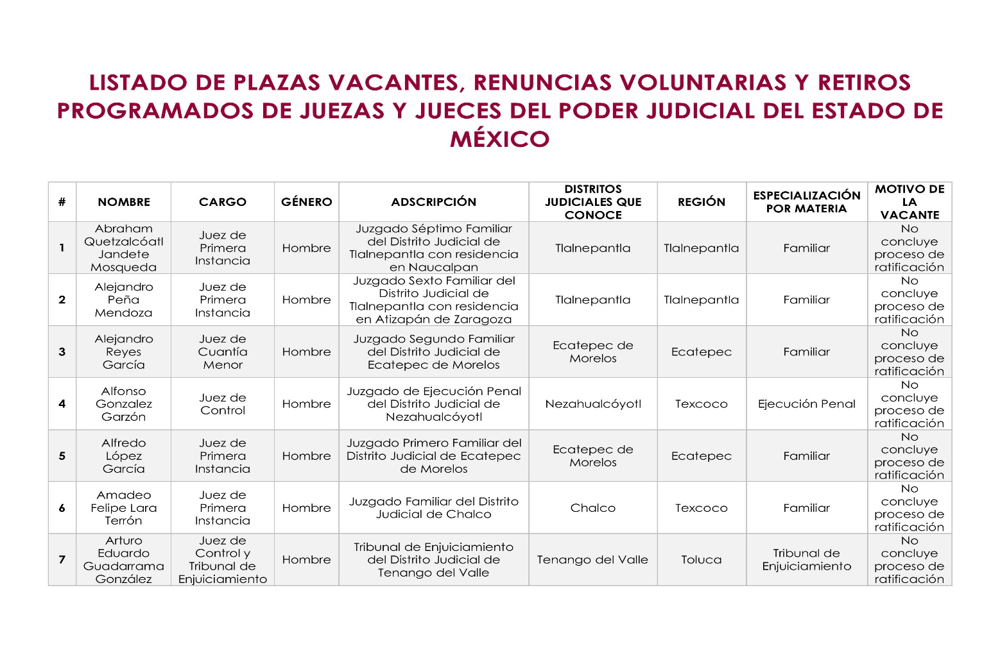 LISTADO DE PLAZAS VACANTES, RENUNCIAS VOLUNTARIAS Y RETIROS
PROGRAMADOS DE JUEZAS Y JUECES DEL PODER JUDICIAL DEL ESTADO DE
MÉXICO
#
NOMBRE
CARGO
GÉNERO
ADSCRIPCIÓN
DISTRITOS
JUDICIALES QUE
CONOCE
REGIÓN
ESPECIALIZACIÓN
POR MATERIA
MOTIVO DE
LA
VACANTE
1
Abraham
Quetzalcóatl
Jandete
Mosqueda
Juez de
Primera
Instancia
Hombre
Juzgado Séptimo Familiar
del Distrito Judicial de
Tlalnepantla con residencia
en Naucalpan
Tlalnepantla
Tlalnepantla
Familiar
No
concluye
proceso de
ratificación
2
Alejandro
Peña
Mendoza
Juez de
Primera
Instancia
Hombre
Juzgado Sexto Familiar del
Distrito Judicial de
Tlalnepantla con residencia
en Atizapán de Zaragoza
Tlalnepantla
Tlalnepantla
Familiar
No
concluye
proceso de
ratificación
3
Alejandro
Reyes
García
Juez de
Cuantía
Menor
Hombre
Juzgado Segundo Familiar
del Distrito Judicial de
Ecatepec de Morelos
Ecatepec de
Morelos
Ecatepec
Familiar
No
concluye
proceso de
ratificación
4
Alfonso
Gonzalez
Garzón
Juez de
Control
Hombre
Juzgado de Ejecución Penal
del Distrito Judicial de
Nezahualcóyotl
Nezahualcóyotl
Texcoco
Ejecución Penal
No
concluye
proceso de
ratificación
5
Alfredo
López
García
Juez de
Primera
Instancia
Hombre
Juzgado Primero Familiar del
Distrito Judicial de Ecatepec
de Morelos
Ecatepec de
Morelos
Ecatepec
Familiar
No
concluye
proceso de
ratificación
6
Amadeo
Felipe Lara
Terrón
Juez de
Primera
Instancia
Hombre
Juzgado Familiar del Distrito
Judicial de Chalco
Chalco
Texcoco
Familiar
No
concluye
proceso de
ratificación
7
Arturo
Eduardo
Guadarrama
González
Juez de
Control y
Tribunal de
Enjuiciamiento
Hombre
Tribunal de Enjuiciamiento
del Distrito Judicial de
Tenango del Valle
Tenango del Valle
Toluca
Tribunal de
Enjuiciamiento
No
concluye
proceso de
ratificación